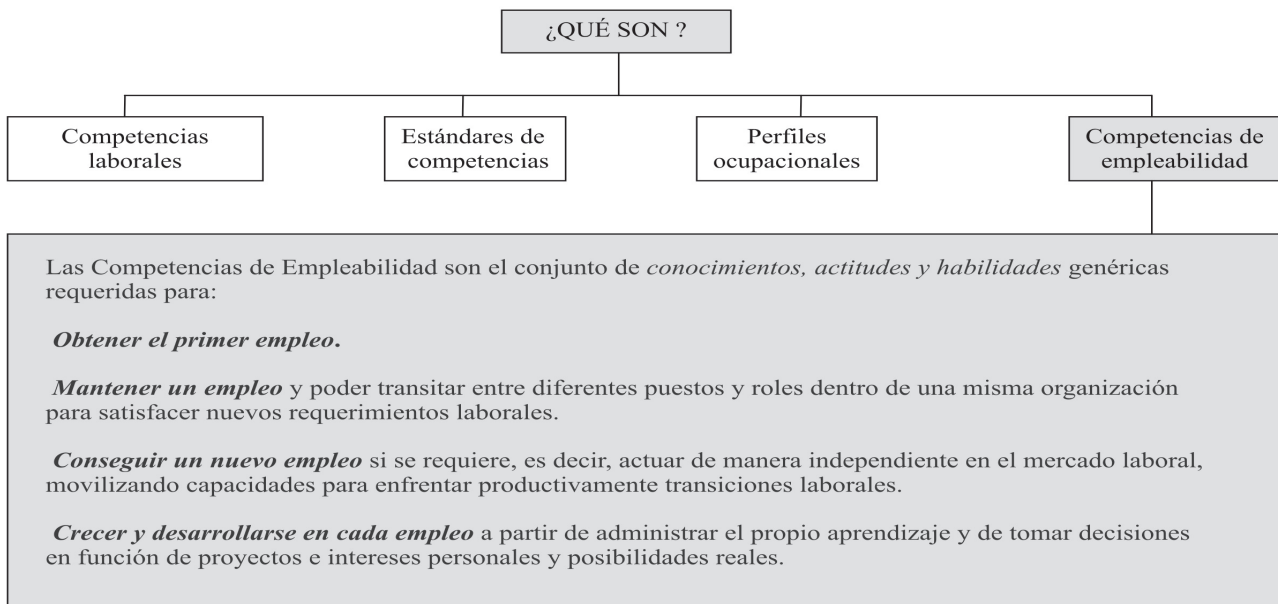 ¿QUÉ SON ?
Competencias
laborales
Estándares de
competencias
Perfiles
ocupacionales
Competencias de
empleabilidad
Las Competencias de Empleabilidad son el conjunto de conocimientos, actitudes y habilidades genéricas
requeridas para:
Obtener el primer empleo.
Mantener un empleo y poder transitar entre diferentes puestos y roles dentro de una misma organización
para satisfacer nuevos requerimientos laborales.
Conseguir un nuevo empleo si se requiere, es decir, actuar de manera independiente en el mercado laboral,
movilizando capacidades para enfrentar productivamente transiciones laborales.
Crecer y desarrollarse en cada empleo a partir de administrar el propio aprendizaje y de tomar decisiones
en función de proyectos e intereses personales y posibilidades reales.